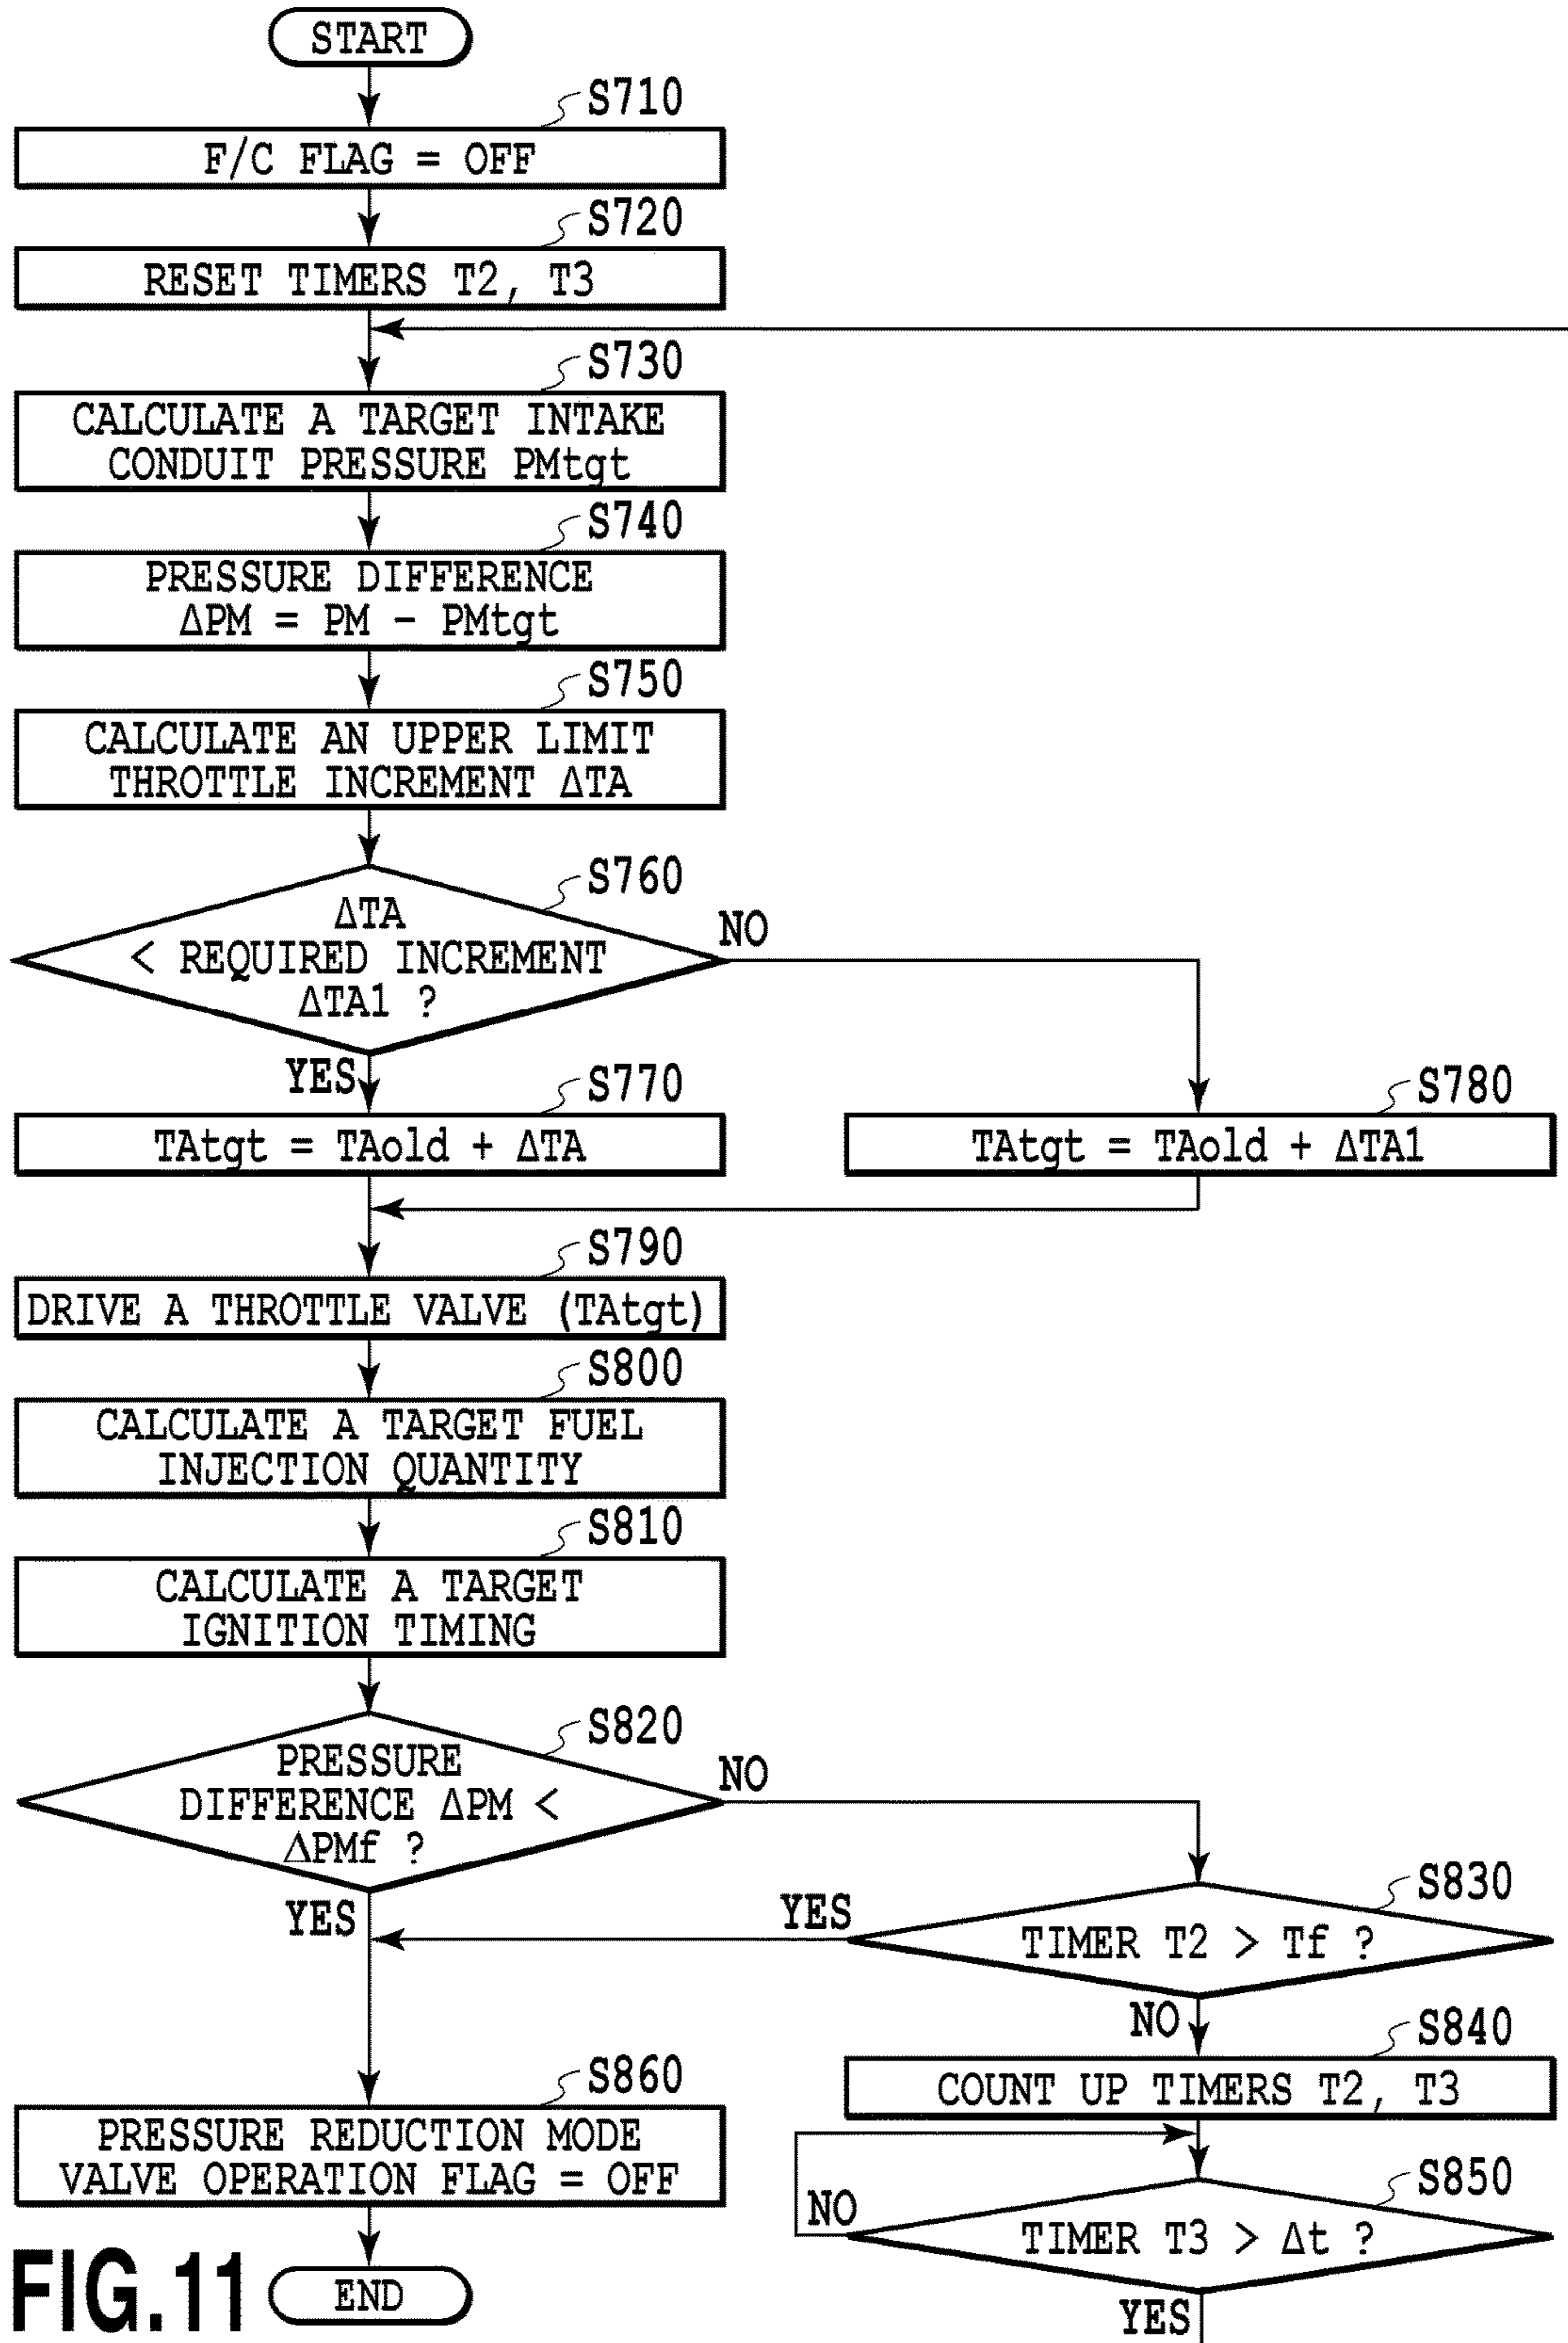 START
S710
F/C FLAG = OFF
S720
RESET TIMERS T2, T3
S730
CALCULATE A TARGET INTAKE
CONDUIT PRESSURE PMtgt
S740
PRESSURE DIFFERENCE
ΔPM = PM - PMtgt
S750
CALCULATE AN UPPER LIMIT
THROTTLE INCREMENT ΔTA
S760
ΔTA
< REQUIRED INCREMENT
ΔTA1 ?
NO
YES
S770
TAtgt = TAold + ΔTA
S780
TAtgt = TAold + ΔTA1
S790
DRIVE A THROTTLE VALVE (TAtgt)
S800
CALCULATE A TARGET FUEL
INJECTION QUANTITY
S810
CALCULATE A TARGET
IGNITION TIMING
S820
PRESSURE
DIFFERENCE ΔPM <
ΔPMf ?
NO
YES
S830
TIMER T2 > Tf ?
YES
NO
S840
COUNT UP TIMERS T2, T3
S850
TIMER T3 > Δt ?
NO
YES
S860
PRESSURE REDUCTION MODE
VALVE OPERATION FLAG = OFF
END
FIG.11